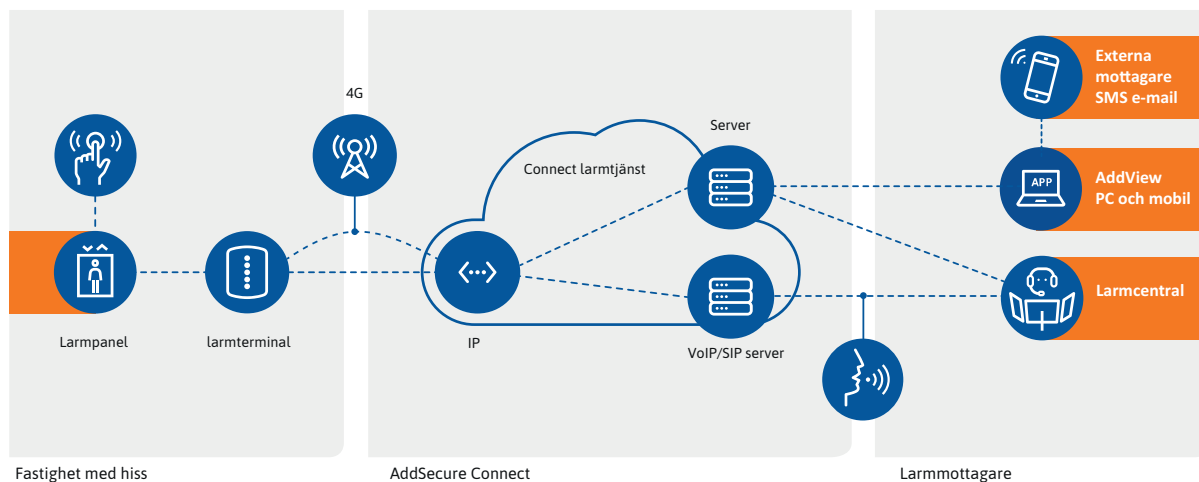 4G
Server
Connect larmtjänst
Externa
mottagare
SMS e-mail
APP
AddView
PC och mobil
Larmcentral
Larmpanel
larmterminal
IP
VoIP/SIP server
Fastighet med hiss
AddSecure Connect
Larmmottagare